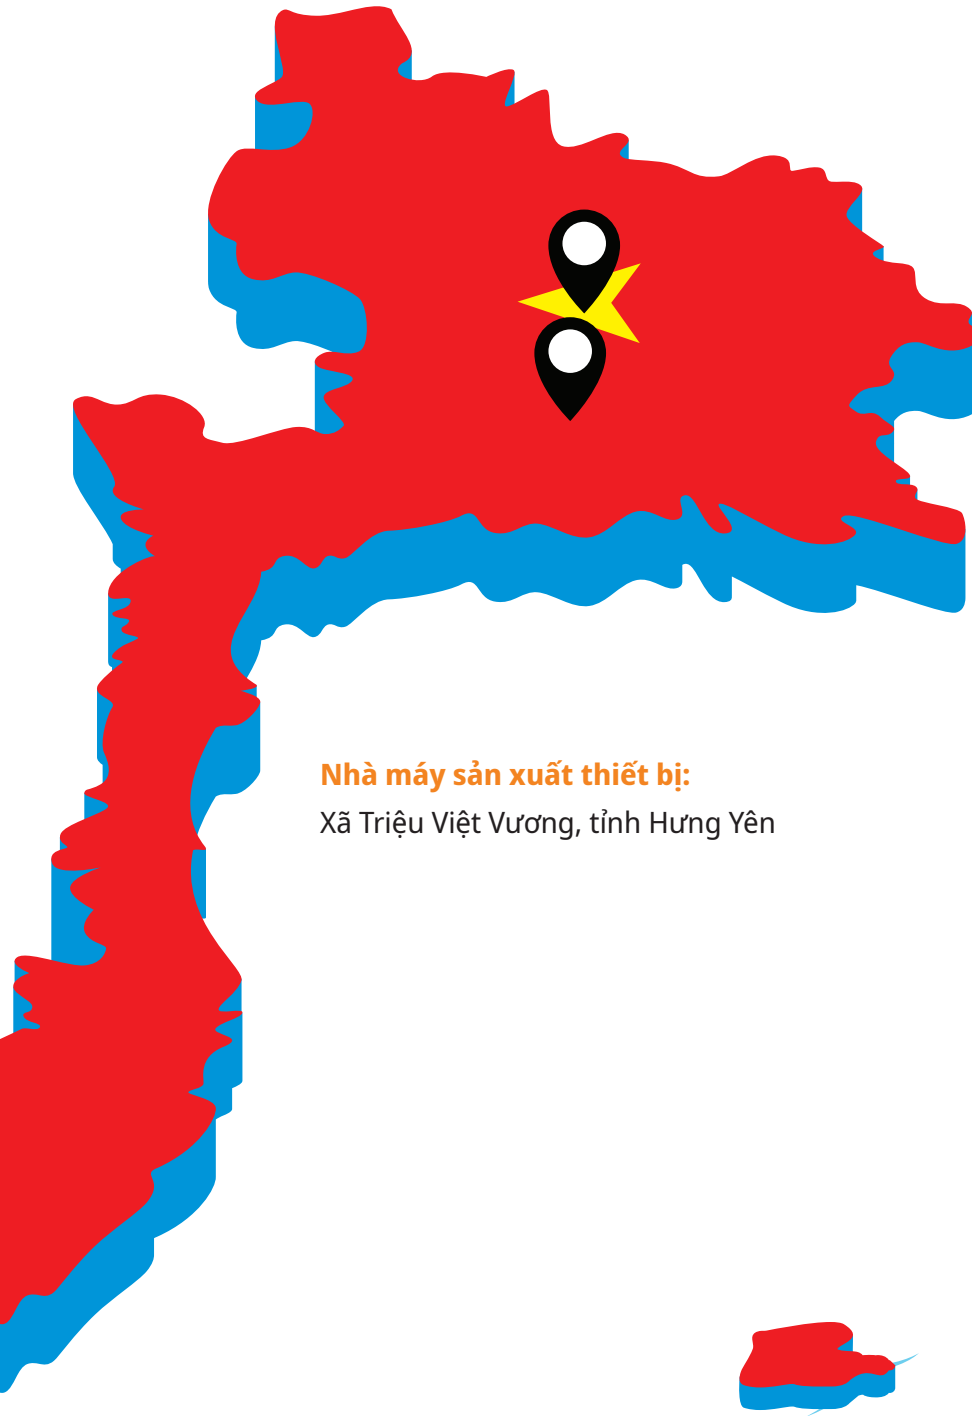 Nhà máy sản xuất thiết bị:
Xã Triệu Việt Vương, tỉnh Hưng Yên